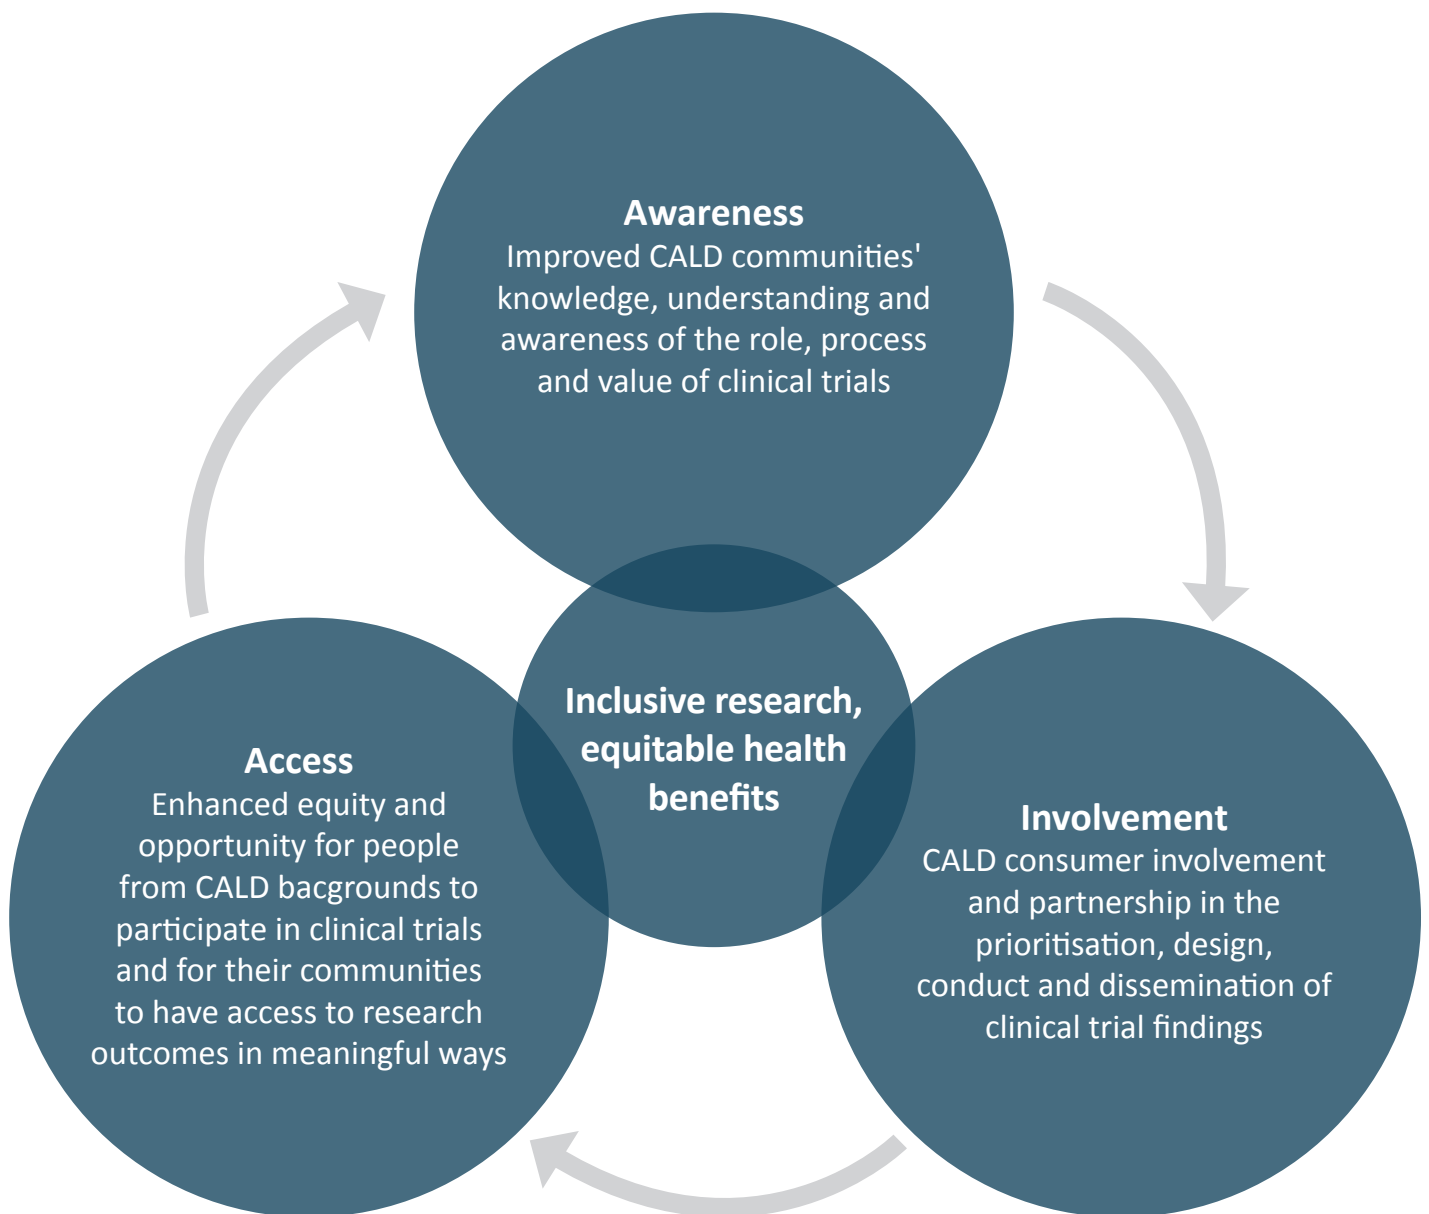 Awareness
Improved CALD communities'
knowledge, understanding and
awareness of the role, process
and value of clinical trials
Inclusive research,
equitable health
benefits
Access
Enhanced equity and
opportunity for people
from CALD bacgrounds to
participate in clinical trials
and for their communities
to have access to research
outcomes in meaningful ways
Involvement
CALD consumer involvement
and partnership in the
prioritisation, design,
conduct and dissemination of
clinical trial findings